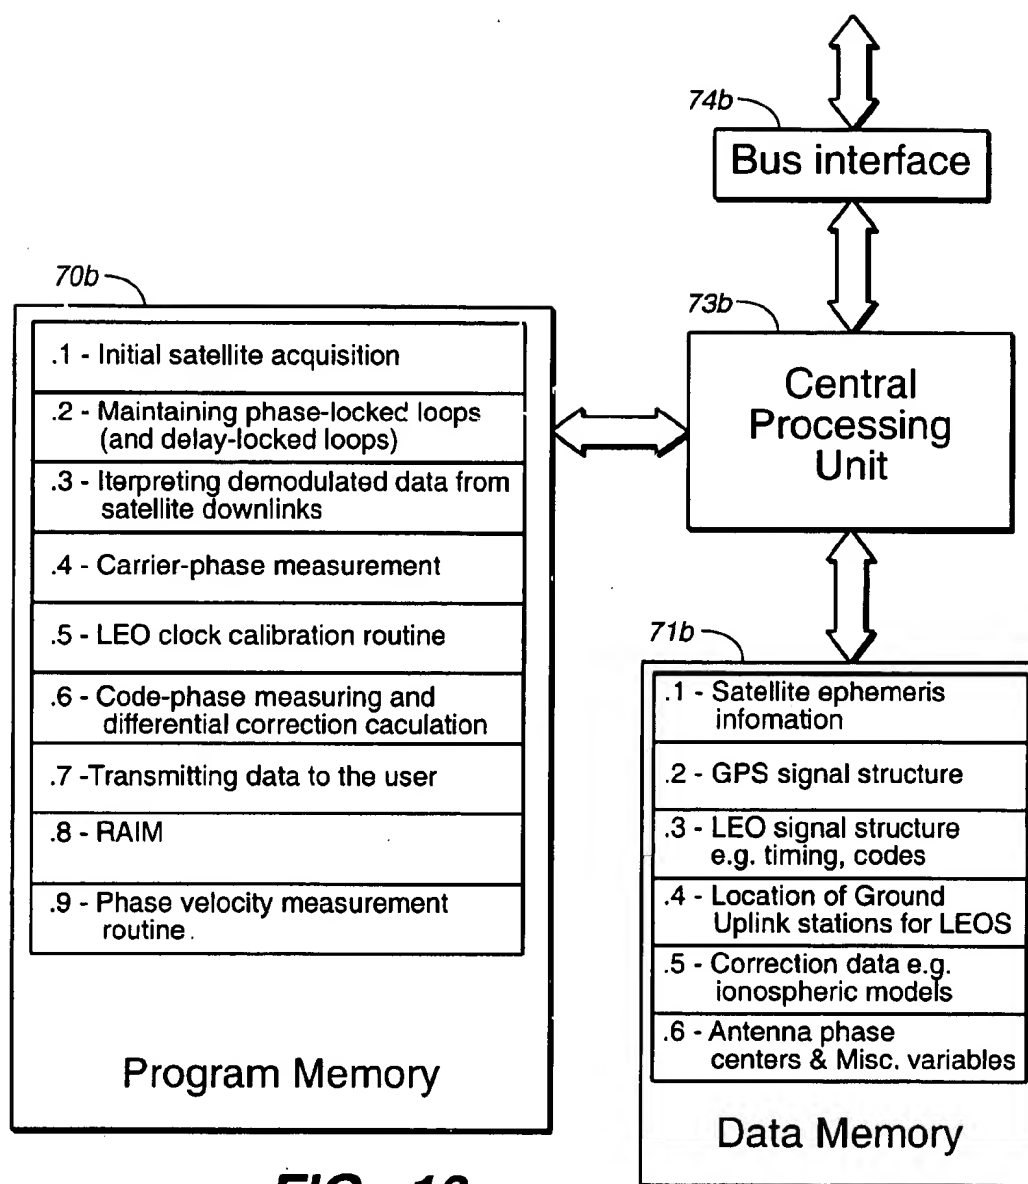 74b
Bus interface
70b
73b
.1 - Initial satellite acquisition
.2 - Maintaining phase-locked loops
(and delay-locked loops)
.3 - Iterpreting demodulated data from
satellite downlinks
.4 - Carrier-phase measurement
.5 - LEO clock calibration routine
.6 - Code-phase measuring and
differential correction caculation
.7 -Transmitting data to the user
.8 - RAIM
.9 - Phase velocity measurement
routine.
Program Memory
Central
Processing
Unit
71b
.1 - Satellite ephemeris
infomation
.2 - GPS signal structure
.3 - LEO signal structure
e.g. timing, codes
.4 - Location of Ground
Uplink stations for LEOS
.5 - Correction data e.g.
ionospheric models
.6 - Antenna phase
centers & Misc. variables
Data Memory